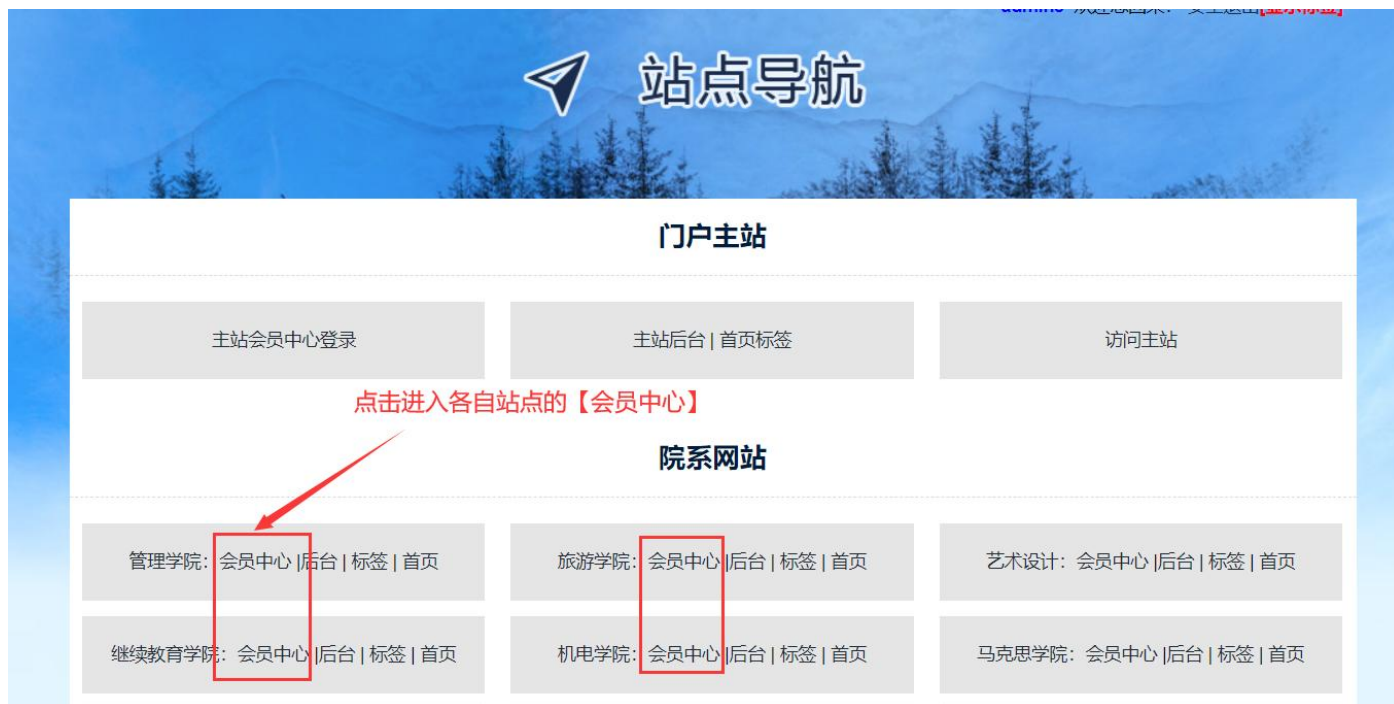 站点导航
门户主站
主站会员中心登录
主站后台 | 首页标签
访问主站
点击进入各自站点的【会员中心】
院系网站
管理学院：会员中心 |后台 | 标签 | 首页
旅游学院：会员中心 |后台 | 标签 | 首页
艺术设计：会员中心 |后台 | 标签 | 首页
继续教育学院：会员中心 |后台 | 标签 | 首页
机电学院：会员中心 |后台 | 标签 | 首页
马克思学院：会员中心 |后台 | 标签 | 首页